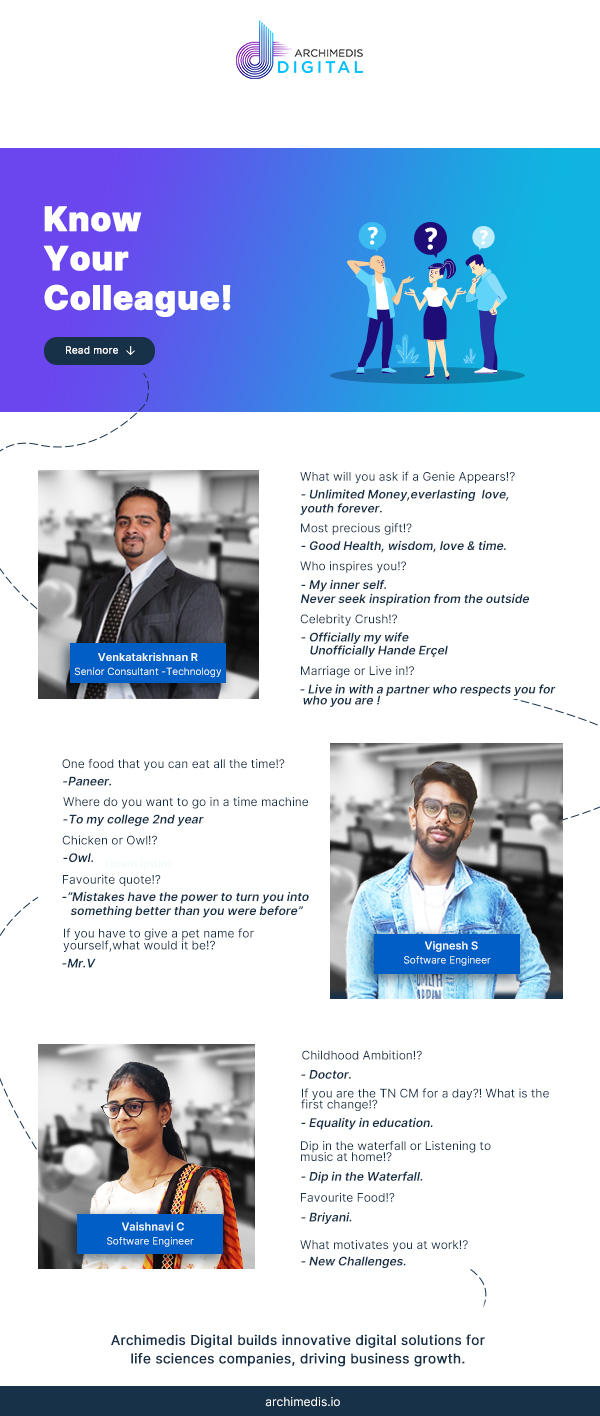 ARCHIMEDIS
DIGITAL
Know
Your
Colleague!
?
?
?
Read more ↓
What will you ask if a Genie Appears!?
- Unlimited Money,everlasting love,
youth forever.
Most precious gift!?
- Good Health, wisdom, love & time.
Who inspires you!?
- My inner self.
Never seek inspiration from the outside
Celebrity Crush!?
- Officially my wife
Unofficially Hande Erçel
Marriage or Live in!?
- Live in with a partner who respects you for
who you are !
Venkatakrishnan R
Senior Consultant -Technology
One food that you can eat all the time!?
-Paneer.
Where do you want to go in a time machine
-To my college 2nd year
Chicken or Owl!?
-Owl.
Favourite quote!?
-"Mistakes have the power to turn you into
something better than you were before"
If you have to give a pet name for
yourself,what would it be!?
-Mr.V
Vignesh S
Software Engineer
Childhood Ambition!?
- Doctor.
If you are the TN CM for a day?! What is the
first change!?
- Equality in education.
Dip in the waterfall or Listening to
music at home!?
- Dip in the Waterfall.
Favourite Food!?
- Briyani.
What motivates you at work!?
- New Challenges.
Vaishnavi C
Software Engineer
Archimedis Digital builds innovative digital solutions for
life sciences companies, driving business growth.
archimedis.io